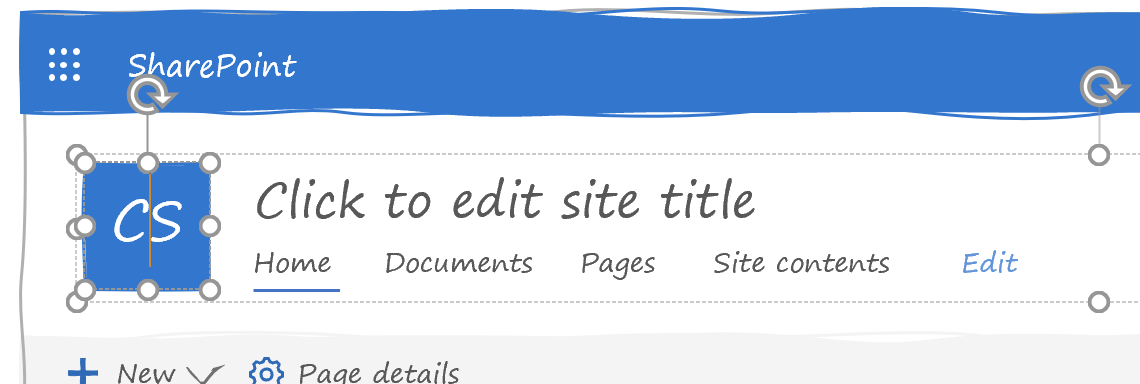 SharePoint
CS
Click to edit site title
Home Documents Pages Site contents Edit
New Page details